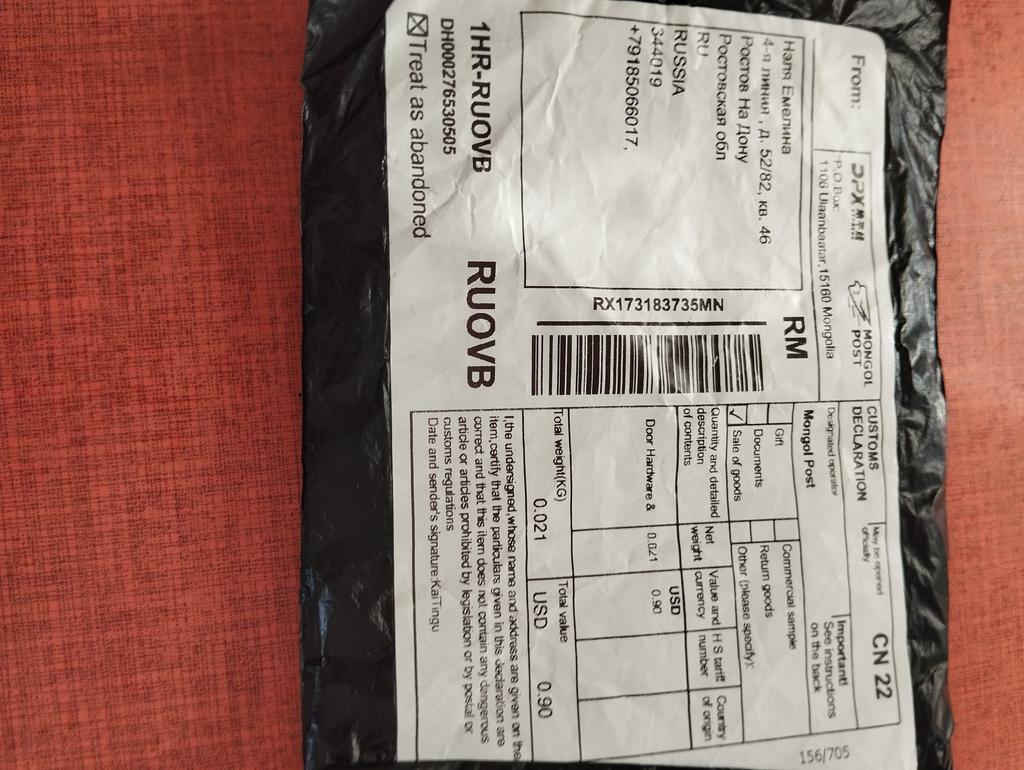 From:
DPX
MONGOL
POST
P.O.Box:
1106 Ulaanbaatar,15160 Mongolia
Наля Емелина
4-я линия , д. 52/82, кв. 46
Ростов На Дону
Ростовская обл
RU
RUSSIA
344019
+79185066017,
RM
RX173183735MN
1HR-RUOVB
RUOVB
DH000276530505
Treat as abandoned
CUSTOMS
DECLARATION
May be opened
officially
CN 22
Designated operator
Mongol Post
Important!
See instructions
on the back
Gift
Commercial sample
Documents
Return goods
✓ Sale of goods
Other (please specify):
Quantity and detailed
description
of contents
Net
weight
Value and
currency
H S tariff
number
Country
of origin
USD
Door Hardware &
0.021
0.90
Total weight(KG)
0.021
Total value
USD 0.90
I,the undersigned,whose name and address are given on the
item,certify that the particulars given in this declaration are
correct and that this item does not contain any dangerous
article or articles prohibited by legislation or by postal or
customs regulations
Date and sender's signature:KaiTingu
156/705